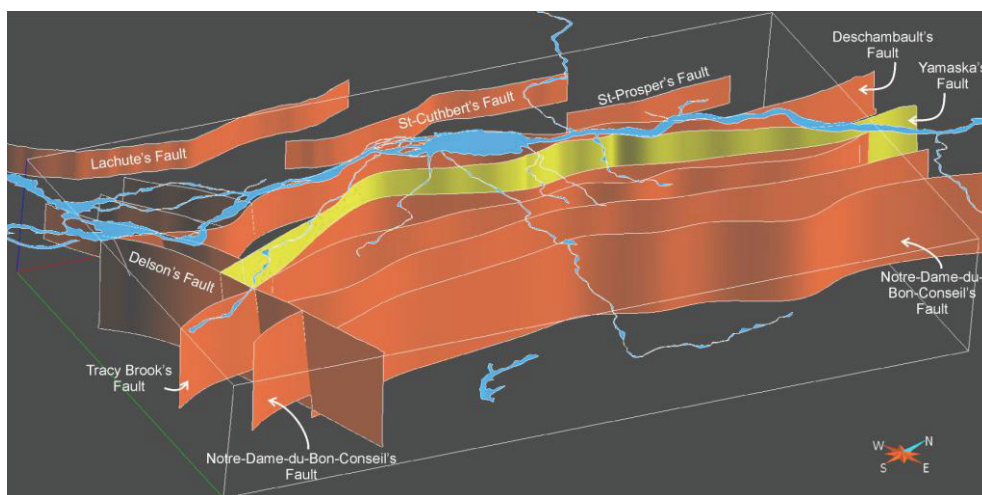 Deschambault's
Fault
Yamaska's
Fault
St-Prosper's Fault
St-Cuthbert's Fault
Lachute's Fault
Delson's Fault
Notre-Dame-du-
Bon-Conseil's
Fault
Tracy Brook's
Fault
Notre-Dame-du-Bon-Conseil's
Fault
W N
S E